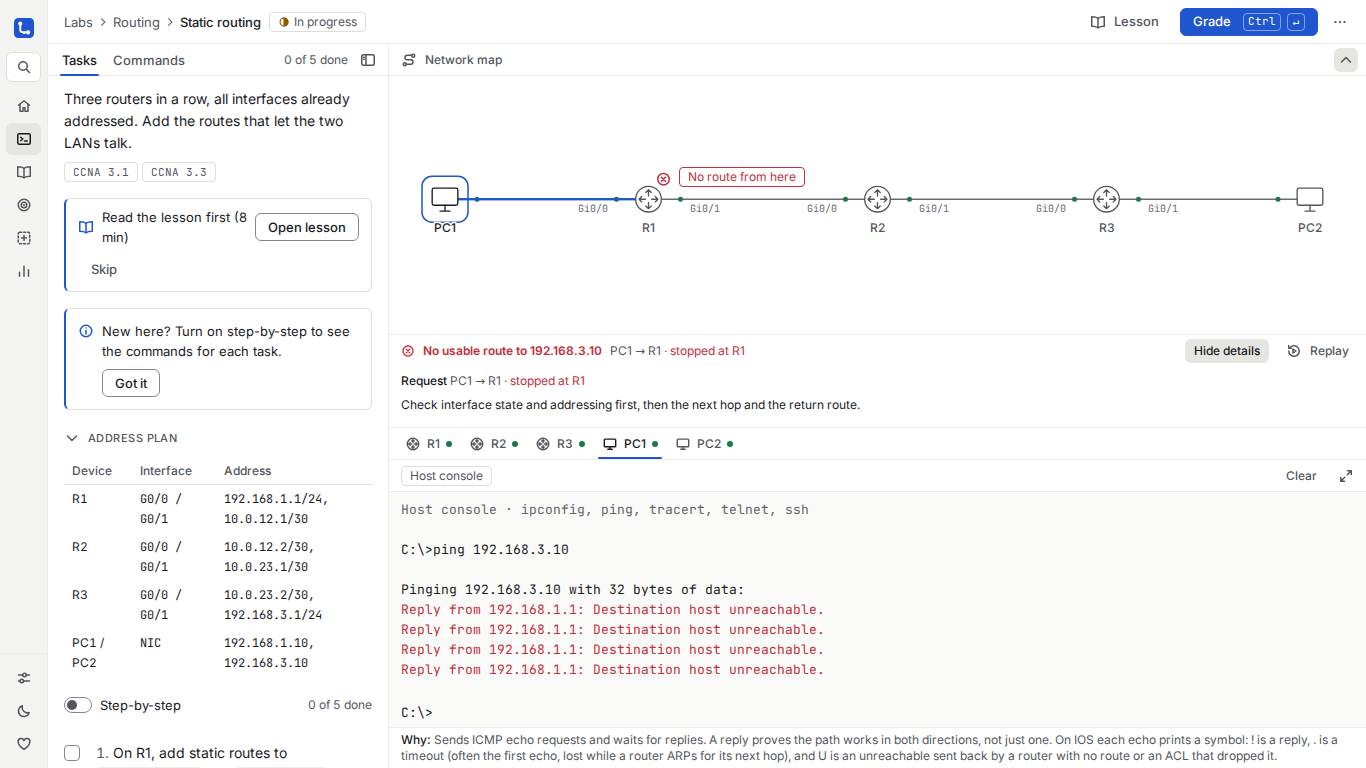 Labs > Routing > Static routing In progress
Lesson Grade Ctrl ↵ ···
Tasks Commands 0 of 5 done
Three routers in a row, all interfaces already
addressed. Add the routes that let the two
LANs talk.
CCNA 3.1 CCNA 3.3
Read the lesson first (8
min)
Open lesson
Skip
New here? Turn on step-by-step to see
the commands for each task.
Got it
ADDRESS PLAN
Device Interface Address
R1 G0/0 / 192.168.1.1/24,
G0/1 10.0.12.1/30
R2 G0/0 / 10.0.12.2/30,
G0/1 10.0.23.1/30
R3 G0/0 / 10.0.23.2/30,
G0/1 192.168.3.1/24
PC1 / NIC 192.168.1.10,
PC2 192.168.3.10
Step-by-step 0 of 5 done
1. On R1, add static routes to
Network map
No route from here
Gi0/0 Gi0/1 Gi0/0 Gi0/1 Gi0/0 Gi0/1
PC1 R1 R2 R3 PC2
No usable route to 192.168.3.10 PC1 → R1 · stopped at R1
Hide details Replay
Request PC1 → R1 · stopped at R1
Check interface state and addressing first, then the next hop and the return route.
R1 R2 R3 PC1 PC2
Host console Clear
Host console · ipconfig, ping, tracert, telnet, ssh
C:\>ping 192.168.3.10
Pinging 192.168.3.10 with 32 bytes of data:
Reply from 192.168.1.1: Destination host unreachable.
Reply from 192.168.1.1: Destination host unreachable.
Reply from 192.168.1.1: Destination host unreachable.
Reply from 192.168.1.1: Destination host unreachable.
C:\>
Why: Sends ICMP echo requests and waits for replies. A reply proves the path works in both directions, not just one. On IOS each echo prints a symbol: ! is a reply, . is a
timeout (often the first echo, lost while a router ARPs for its next hop), and U is an unreachable sent back by a router with no route or an ACL that dropped it.